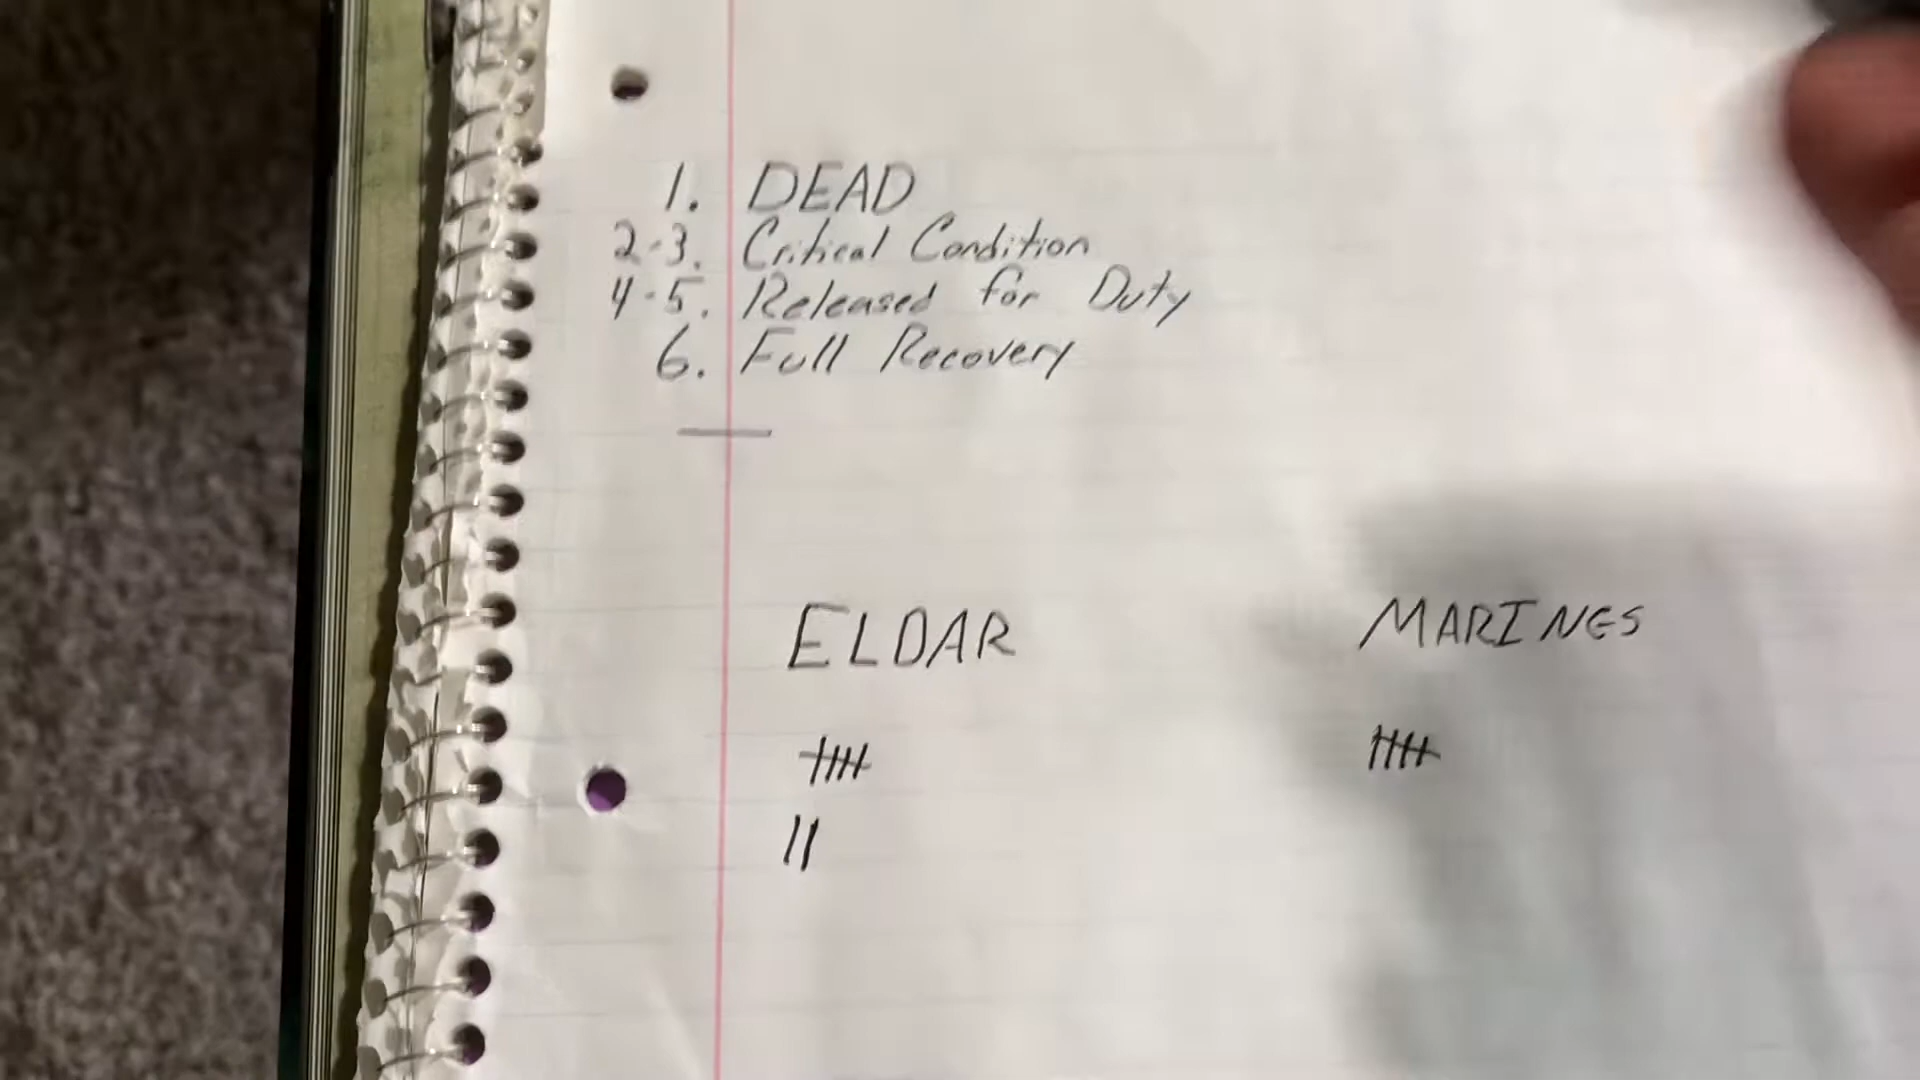 1. DEAD
2-3. Critical Condition
4-5. Released for Duty
6. Full Recovery
ELDAR MARINES